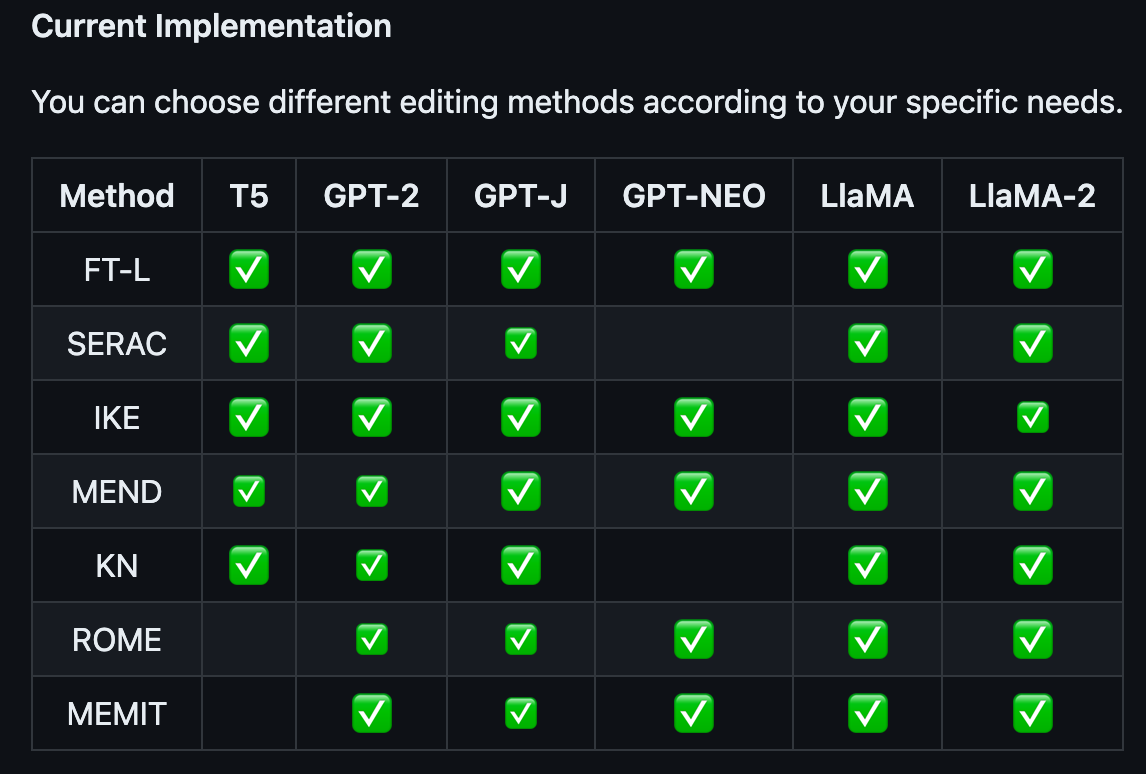 Current Implementation
You can choose different editing methods according to your specific needs.
Method T5 GPT-2 GPT-J GPT-NEO LlaMA LlaMA-2
FT-L ✅ ✅ ✅ ✅ ✅ ✅
SERAC ✅ ✅ ✅ ✅ ✅
IKE ✅ ✅ ✅ ✅ ✅ ✅
MEND ✅ ✅ ✅ ✅ ✅ ✅
KN ✅ ✅ ✅ ✅ ✅
ROME ✅ ✅ ✅ ✅ ✅
MEMIT ✅ ✅ ✅ ✅ ✅